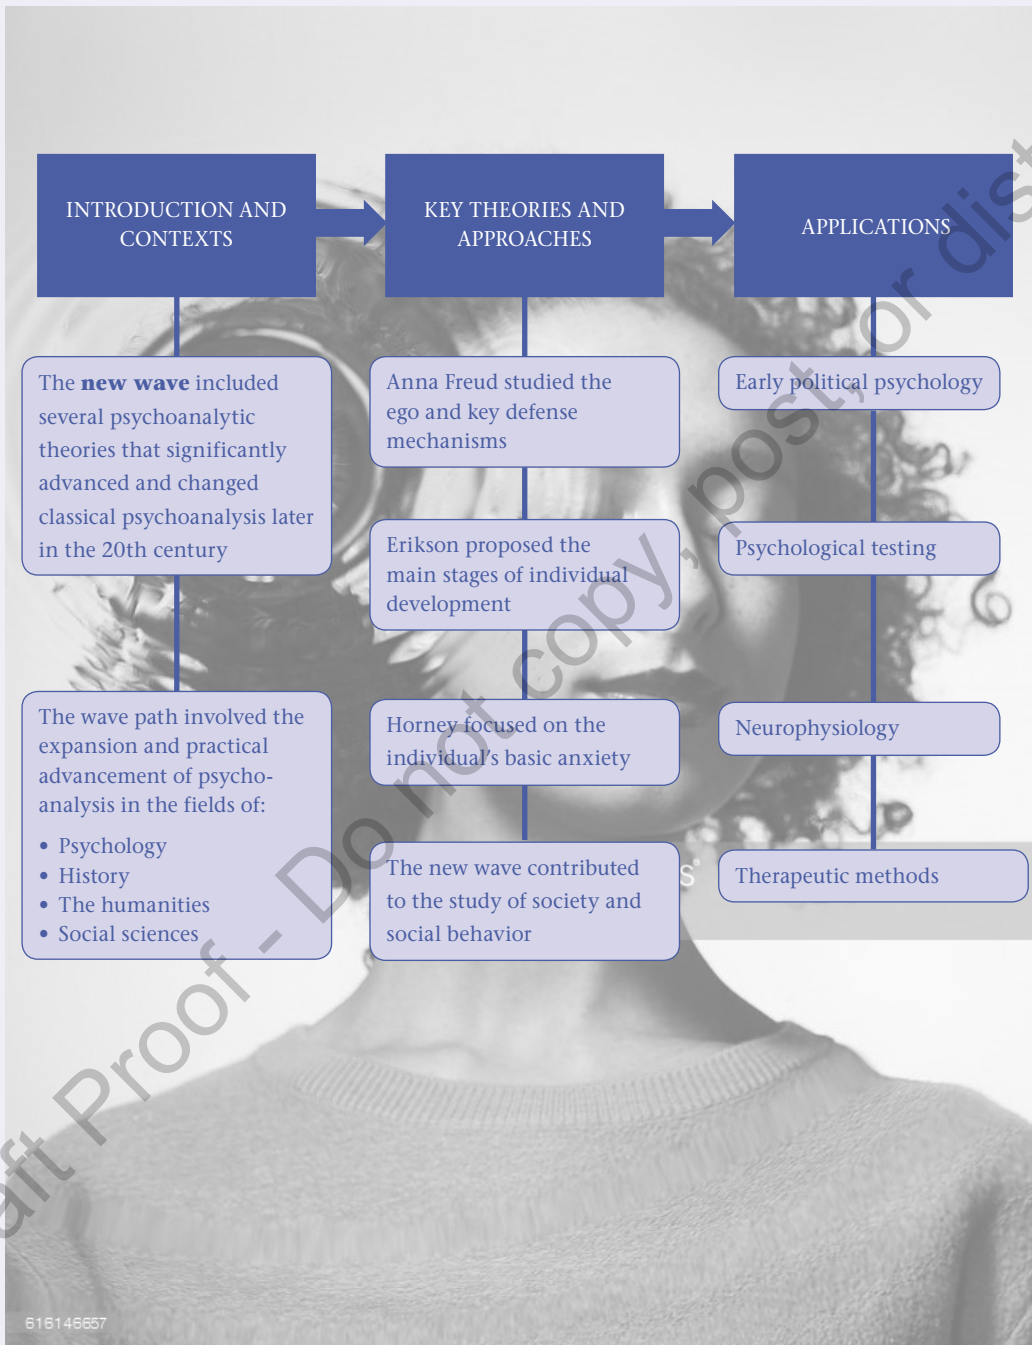 INTRODUCTION AND
CONTEXTS
KEY THEORIES AND
APPROACHES
APPLICATIONS
The new wave included
several psychoanalytic
theories that significantly
advanced and changed
classical psychoanalysis later
in the 20th century
The wave path involved the
expansion and practical
advancement of psycho-
analysis in the fields of:
• Psychology
• History
• The humanities
• Social sciences
Anna Freud studied the
ego and key defense
mechanisms
Erikson proposed the
main stages of individual
development
Horney focused on the
individual's basic anxiety
The new wave contributed
to the study of society and
social behavior
Early political psychology
Psychological testing
Neurophysiology
Therapeutic methods
Proof - Do not copy, post, or
616146657